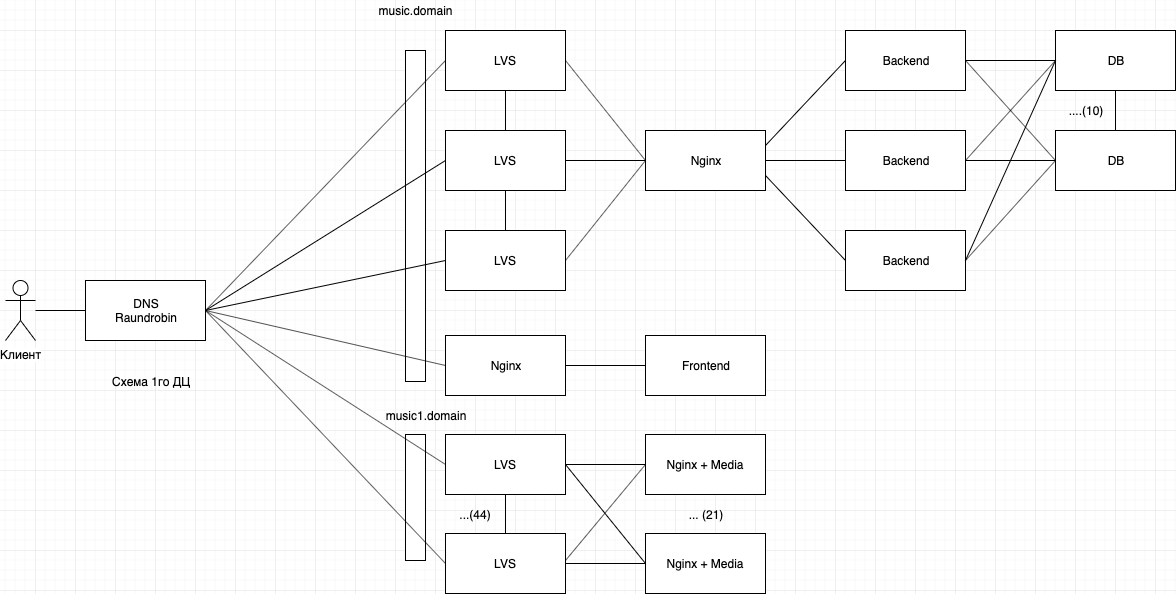 music.domain
LVS
Backend
DB
....(10)
LVS
Nginx
Backend
DB
LVS
Backend
DNS
Raundrobin
Клиент
Nginx
Frontend
Схема 1го ДЦ
music1.domain
LVS
Nginx + Media
...(44)
... (21)
LVS
Nginx + Media